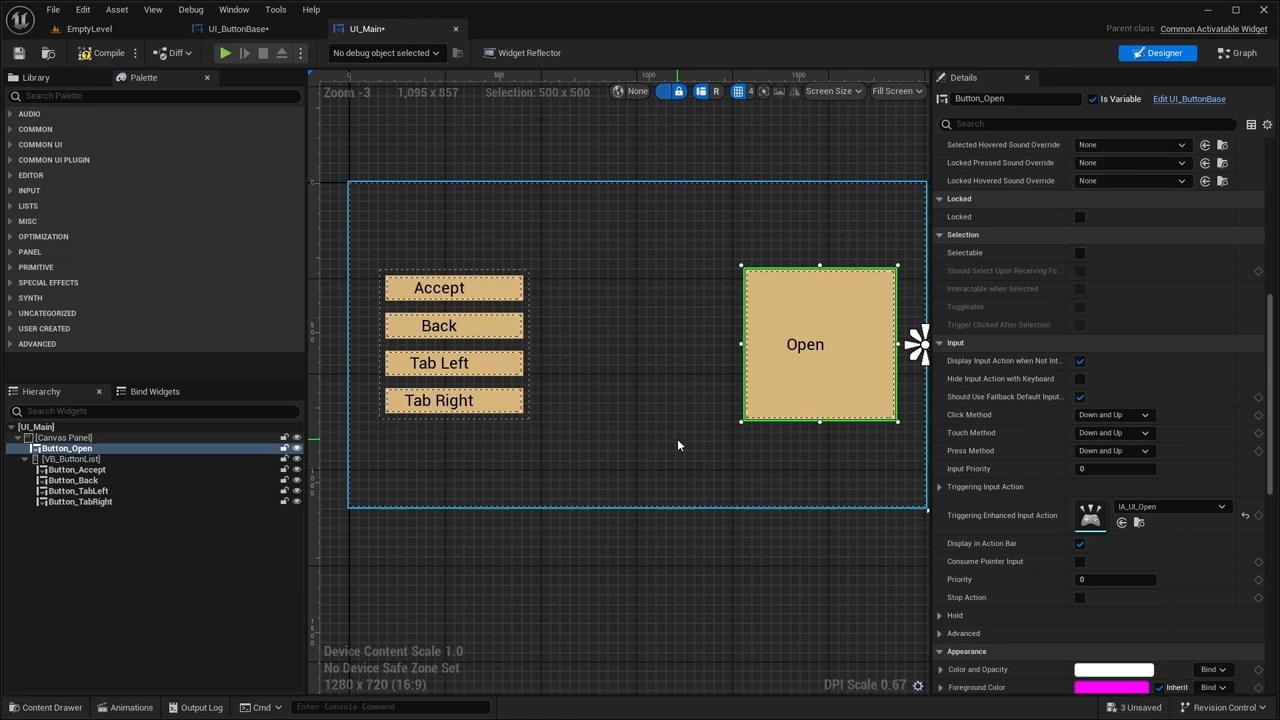 File Edit Asset View Debug Window Tools Help
EmptyLevel
UI_ButtonBase*
UI_Main*
Parent class: Common Activatable Widget
Compile
Diff
No debug object selected
Widget Reflector
Designer
Graph
Library
Palette
Search Palette
AUDIO
COMMON
COMMON UI
COMMON UI PLUGIN
EDITOR
INPUT
LISTS
MISC
OPTIMIZATION
PANEL
PRIMITIVE
SPECIAL EFFECTS
SYNTH
UNCATEGORIZED
USER CREATED
ADVANCED
Hierarchy
Bind Widgets
Search Widgets
[UI_Main]
[Canvas Panel]
Button_Open
[VB_ButtonList]
Button_Accept
Button_Back
Button_TabLeft
Button_TabRight
0 500 1000 1500
Zoom -3
1,095 x 857
Selection: 500 x 500
None
R
4
Screen Size
Fill Screen
Accept
Back
Tab Left
Tab Right
Open
Device Content Scale 1.0
No Device Safe Zone Set
1280 x 720 (16:9)
DPI Scale 0.67
Details
Button_Open
Is Variable
Edit UI_ButtonBase
Search
Selected Hovered Sound Override None
Locked Pressed Sound Override None
Locked Hovered Sound Override None
Locked
Locked
Selection
Selectable
Should Select Upon Receiving Fo...
Interactable when Selected
Toggleable
Trigger Clicked After Selection
Input
Display Input Action when Not Int...
Hide Input Action with Keyboard
Should Use Fallback Default Input...
Click Method Down and Up
Touch Method Down and Up
Press Method Down and Up
Input Priority 0
Triggering Input Action
Triggering Enhanced Input Action IA_UI_Open
Display in Action Bar
Consume Pointer Input
Priority 0
Stop Action
Hold
Advanced
Appearance
Color and Opacity Bind
Foreground Color Inherit Bind
Content Drawer
Animations
Output Log
Cmd
Enter Console Command
3 Unsaved
Revision Control